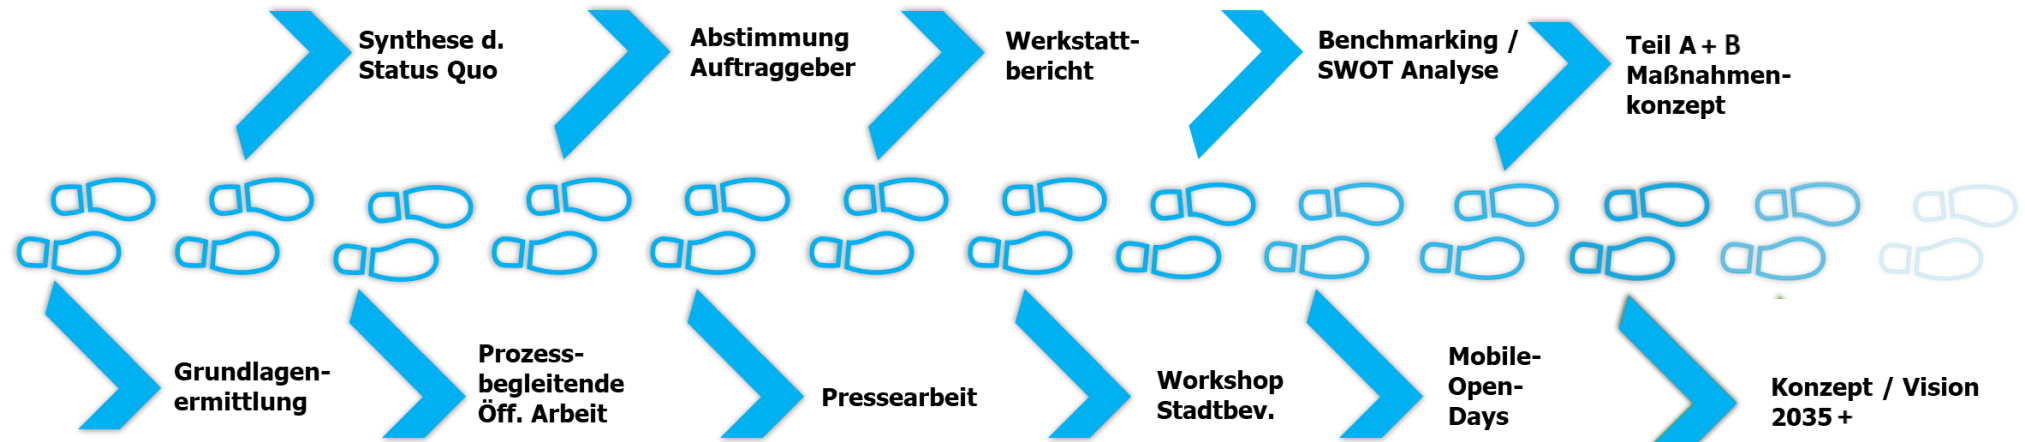 Synthese d.
Status Quo
Abstimmung
Auftraggeber
Werkstatt-
bericht
Benchmarking /
SWOT Analyse
Teil A + B
Maßnahmen-
konzept
Grundlagen-
ermittlung
Prozess-
begleitende
Öff. Arbeit
Pressearbeit
Workshop
Stadtbev.
Mobile-
Open-
Days
Konzept / Vision
2035 +